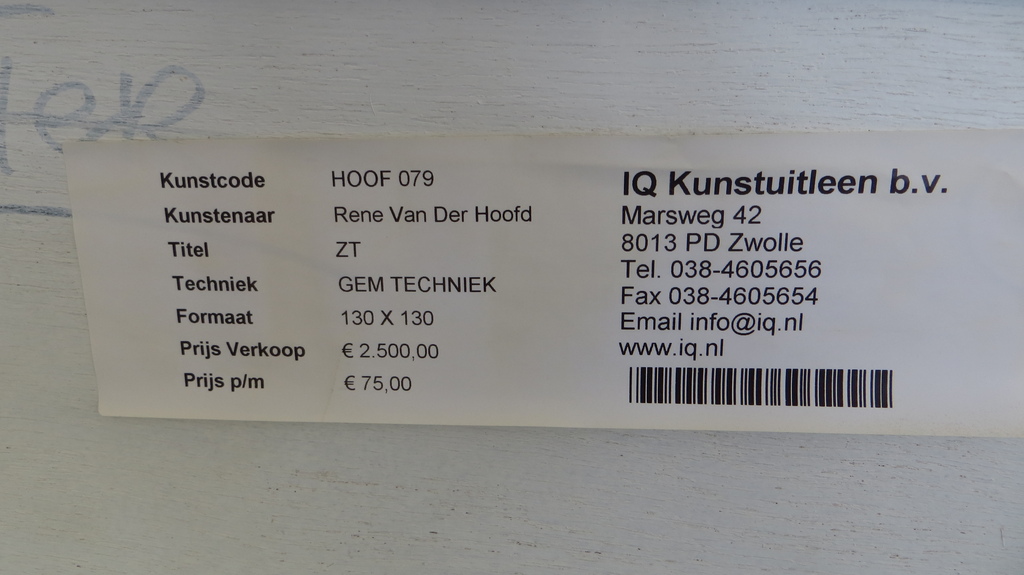 Top
Kunstcode HOOF 079
Kunstenaar Rene Van Der Hoofd
Titel ZT
Techniek GEM TECHNIEK
Formaat 130 X 130
Prijs Verkoop € 2.500,00
Prijs p/m € 75,00
IQ Kunstuitleen b.v.
Marsweg 42
8013 PD Zwolle
Tel. 038-4605656
Fax 038-4605654
Email info@iq.nl
www.iq.nl